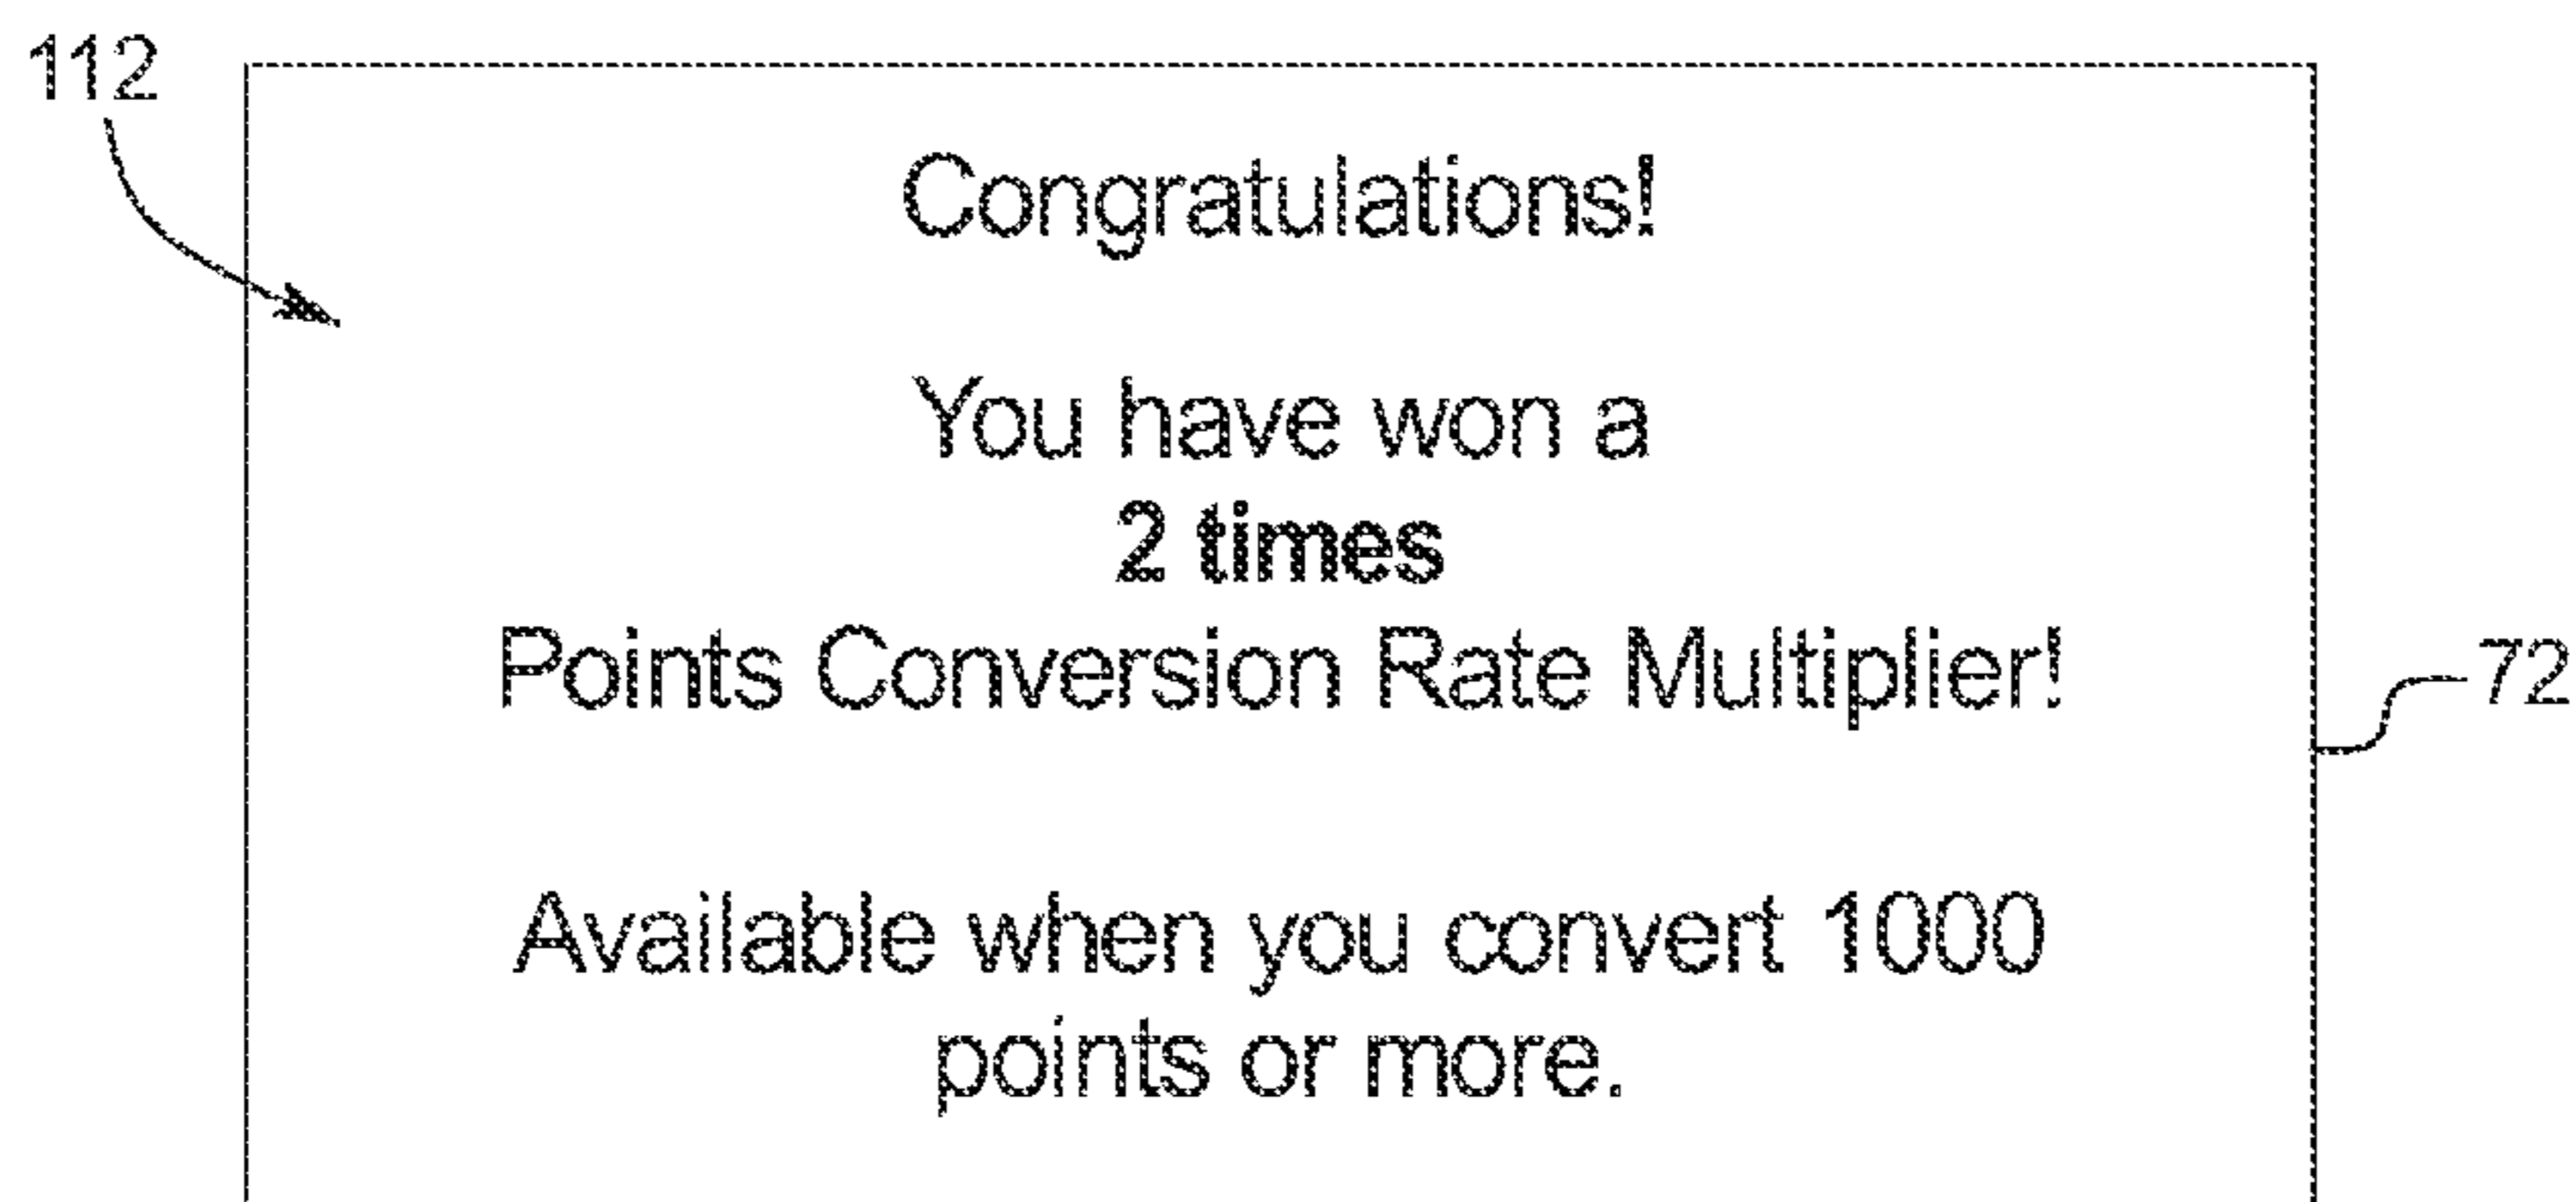 112
Congratulations!
You have won a
2 times
Points Conversion Rate Multiplier!
72
Available when you convert 1000
points or more.